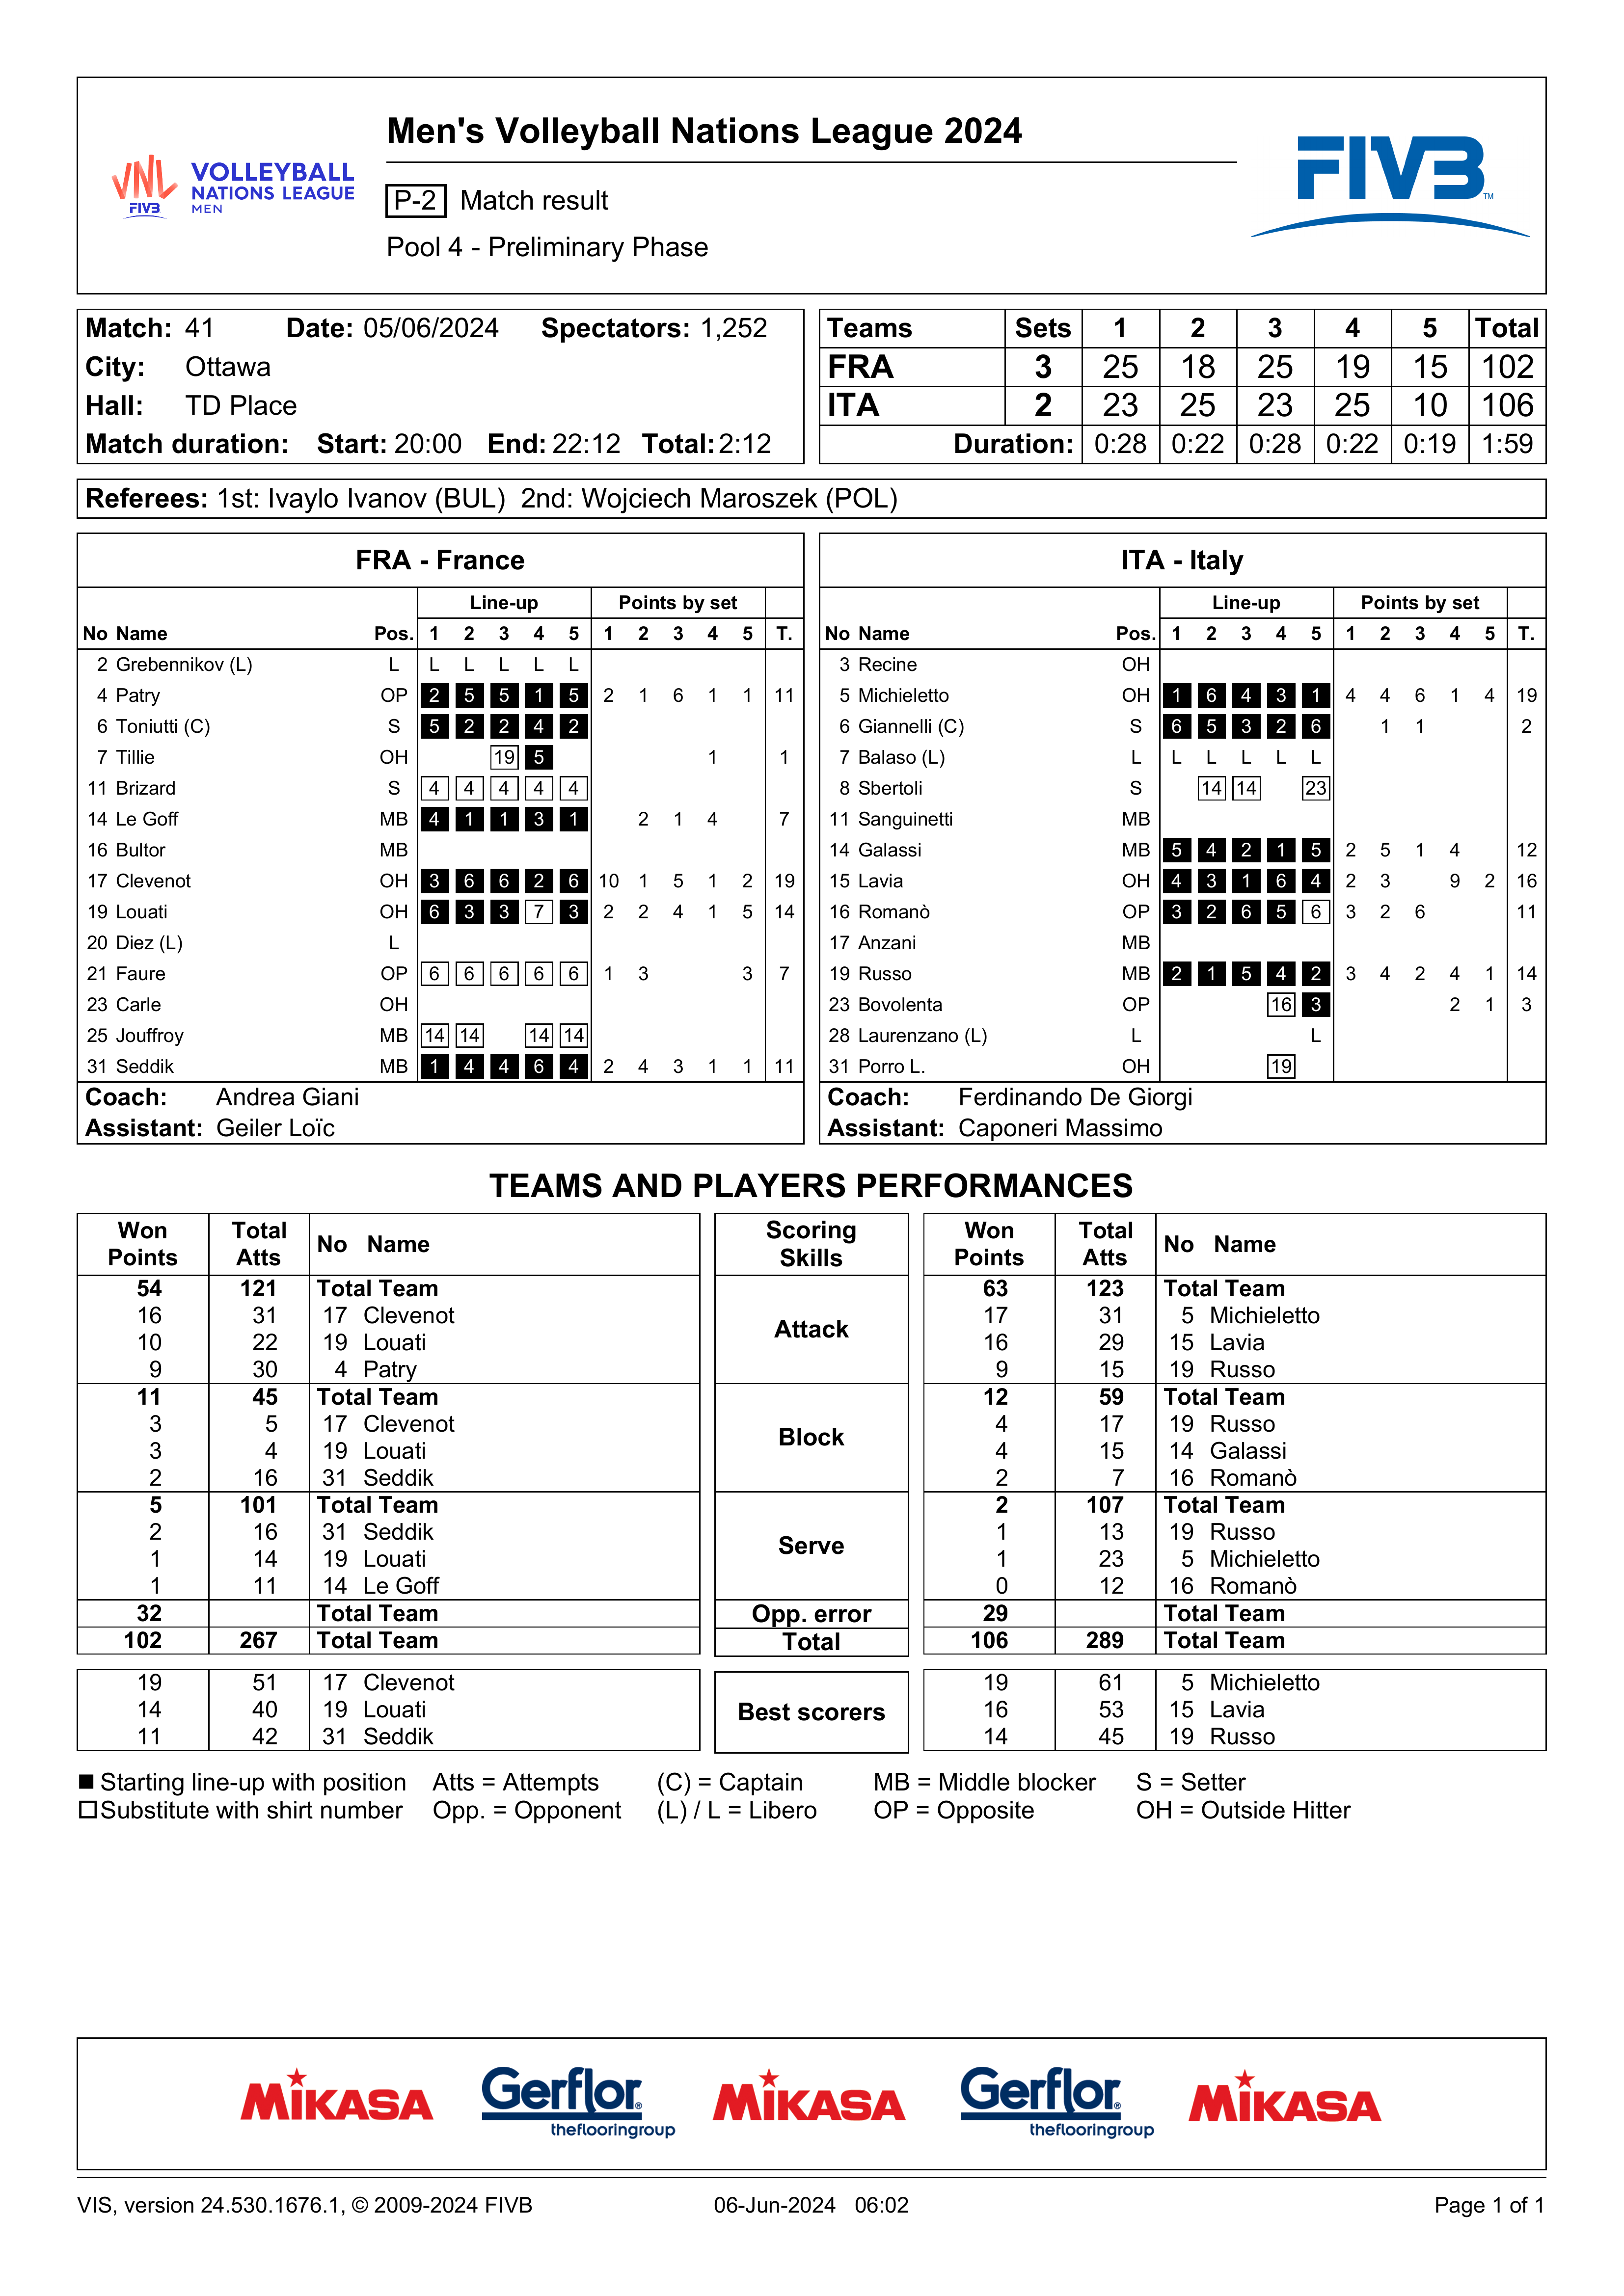 Men's Volleyball Nations League 2024
VNL FIVB VOLLEYBALL NATIONS LEAGUE MEN
P-2 Match result
Pool 4 - Preliminary Phase
FIVB TM
Match: 41 Date: 05/06/2024 Spectators: 1,252
City: Ottawa
Hall: TD Place
Match duration: Start: 20:00 End: 22:12 Total: 2:12
Teams Sets 1 2 3 4 5 Total
FRA 3 25 18 25 19 15 102
ITA 2 23 25 23 25 10 106
Duration: 0:28 0:22 0:28 0:22 0:19 1:59
Referees: 1st: Ivaylo Ivanov (BUL) 2nd: Wojciech Maroszek (POL)
FRA - France
Line-up Points by set
No Name Pos. 1 2 3 4 5 1 2 3 4 5 T.
2 Grebennikov (L) L L L L L L
4 Patry OP 2 5 5 1 5 2 1 6 1 1 11
6 Toniutti (C) S 5 2 2 4 2
7 Tillie OH 19 5 1 1
11 Brizard S 4 4 4 4 4
14 Le Goff MB 4 1 1 3 1 2 1 4 7
16 Bultor MB
17 Clevenot OH 3 6 6 2 6 10 1 5 1 2 19
19 Louati OH 6 3 3 7 3 2 2 4 1 5 14
20 Diez (L) L
21 Faure OP 6 6 6 6 6 1 3 3 7
23 Carle OH
25 Jouffroy MB 14 14 14 14
31 Seddik MB 1 4 4 6 4 2 4 3 1 1 11
Coach: Andrea Giani
Assistant: Geiler Loïc
ITA - Italy
Line-up Points by set
No Name Pos. 1 2 3 4 5 1 2 3 4 5 T.
3 Recine OH
5 Michieletto OH 1 6 4 3 1 4 4 6 1 4 19
6 Giannelli (C) S 6 5 3 2 6 1 1 2
7 Balaso (L) L L L L L L
8 Sbertoli S 14 14 23
11 Sanguinetti MB
14 Galassi MB 5 4 2 1 5 2 5 1 4 12
15 Lavia OH 4 3 1 6 4 2 3 9 2 16
16 Romanò OP 3 2 6 5 6 3 2 6 11
17 Anzani MB
19 Russo MB 2 1 5 4 2 3 4 2 4 1 14
23 Bovolenta OP 16 3 2 1 3
28 Laurenzano (L) L L
31 Porro L. OH 19
Coach: Ferdinando De Giorgi
Assistant: Caponeri Massimo
TEAMS AND PLAYERS PERFORMANCES
Won Points Total Atts No Name Scoring Skills Won Points Total Atts No Name
54 121 Total Team Attack 63 123 Total Team
16 31 17 Clevenot 17 31 5 Michieletto
10 22 19 Louati 16 29 15 Lavia
9 30 4 Patry 9 15 19 Russo
11 45 Total Team Block 12 59 Total Team
3 5 17 Clevenot 4 17 19 Russo
3 4 19 Louati 4 15 14 Galassi
2 16 31 Seddik 2 7 16 Romanò
5 101 Total Team Serve 2 107 Total Team
2 16 31 Seddik 1 13 19 Russo
1 14 19 Louati 1 23 5 Michieletto
1 11 14 Le Goff 0 12 16 Romanò
32 Total Team Opp. error 29 Total Team
102 267 Total Team Total 106 289 Total Team
19 51 17 Clevenot Best scorers 19 61 5 Michieletto
14 40 19 Louati 16 53 15 Lavia
11 42 31 Seddik 14 45 19 Russo
Starting line-up with position Atts = Attempts (C) = Captain MB = Middle blocker S = Setter
Substitute with shirt number Opp. = Opponent (L) / L = Libero OP = Opposite OH = Outside Hitter
MIKASA Gerflor® theflooringgroup MIKASA Gerflor® theflooringgroup MIKASA
VIS, version 24.530.1676.1, © 2009-2024 FIVB 06-Jun-2024 06:02 Page 1 of 1